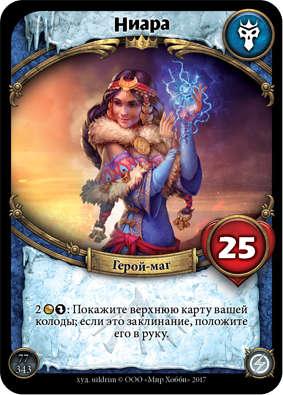 Ниара
25
Герой-маг
2 : Покажите верхнюю карту вашей
колоды; если это заклинание, положите
его в руку.
77
343
худ. uildrim © ООО «Мир Хобби» 2017